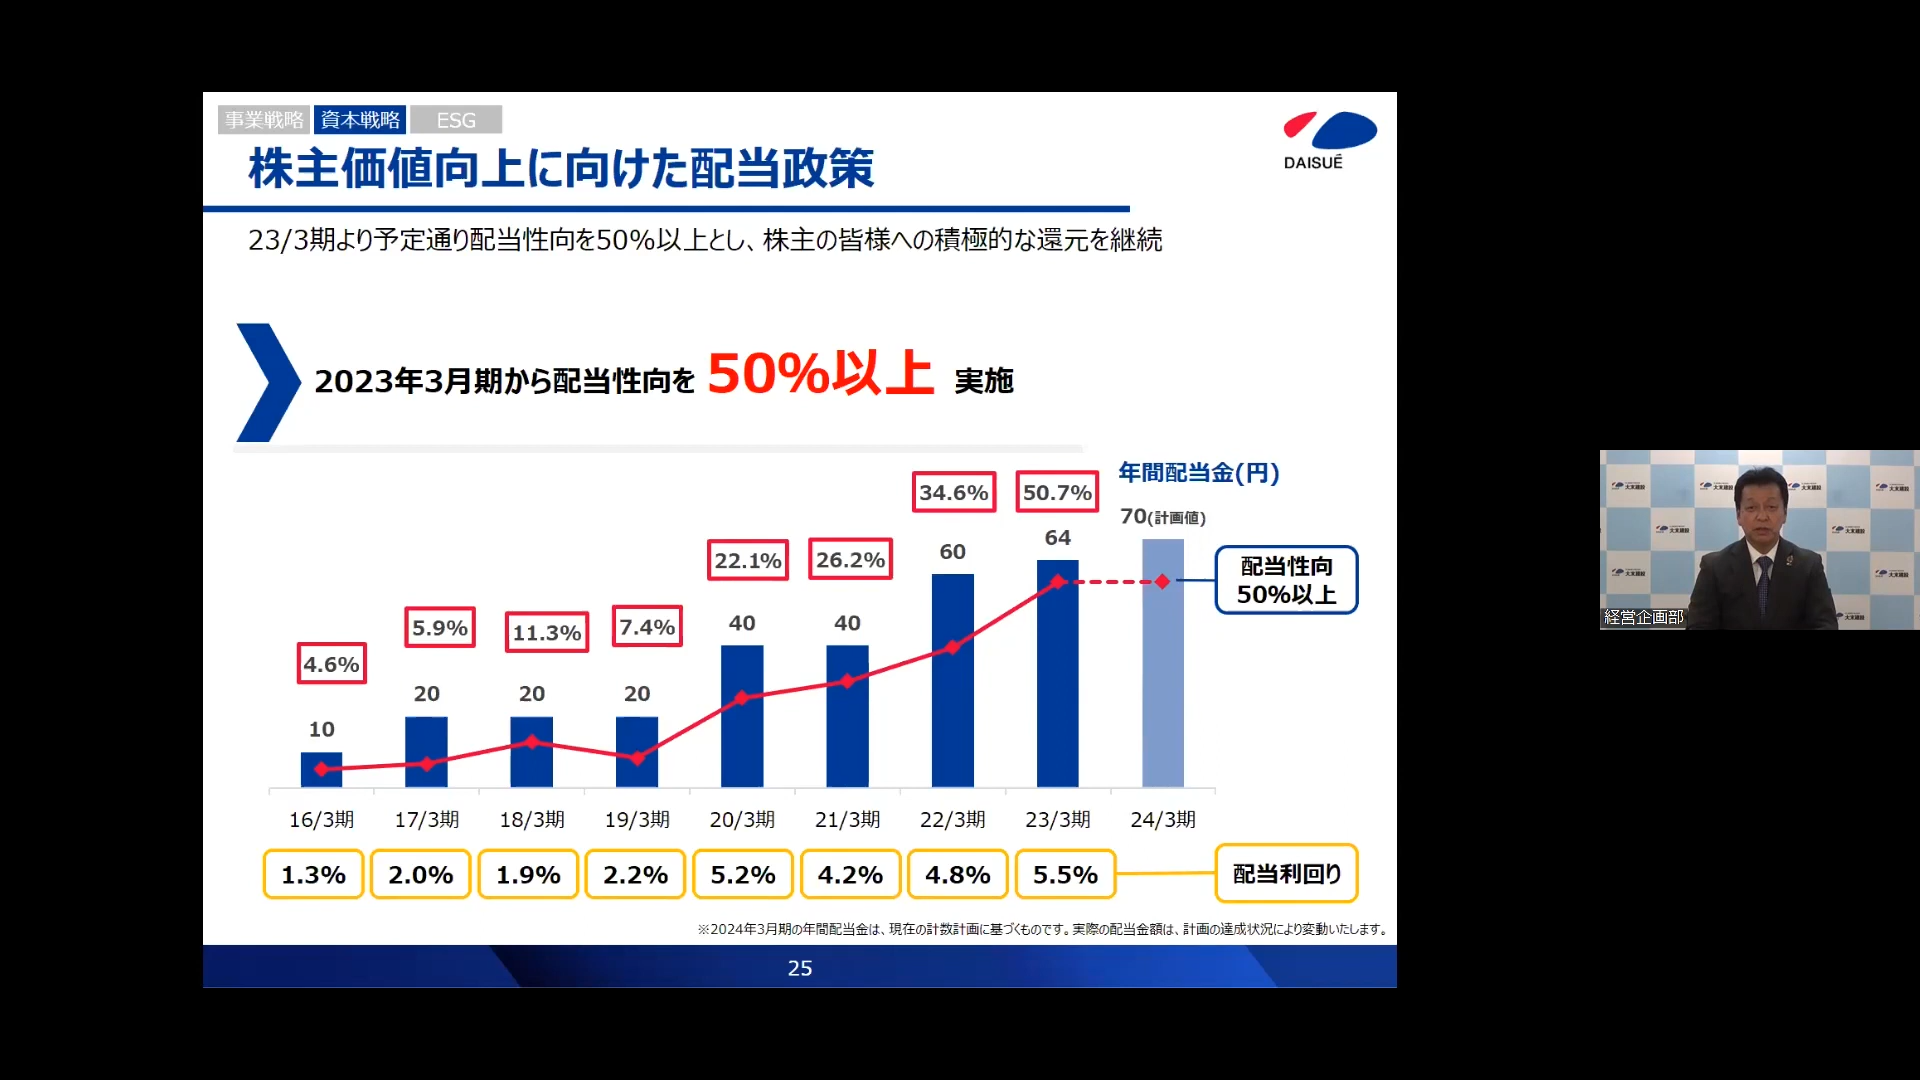 事業戦略 資本戦略 ESG
DAISUÉ
株主価値向上に向けた配当政策
23/3期より予定通り配当性向を50%以上とし、株主の皆様への積極的な還元を継続
2023年3月期から配当性向を 50%以上 実施
年間配当金(円)
4.6% 5.9% 11.3% 7.4% 22.1% 26.2% 34.6% 50.7%
10 20 20 20 40 40 60 64 70(計画値)
配当性向
50%以上
16/3期 17/3期 18/3期 19/3期 20/3期 21/3期 22/3期 23/3期 24/3期
1.3% 2.0% 1.9% 2.2% 5.2% 4.2% 4.8% 5.5% 配当利回り
※2024年3月期の年間配当金は、現在の計数計画に基づくものです。実際の配当金額は、計画の達成状況により変動いたします。
25
大末建設
経営企画部